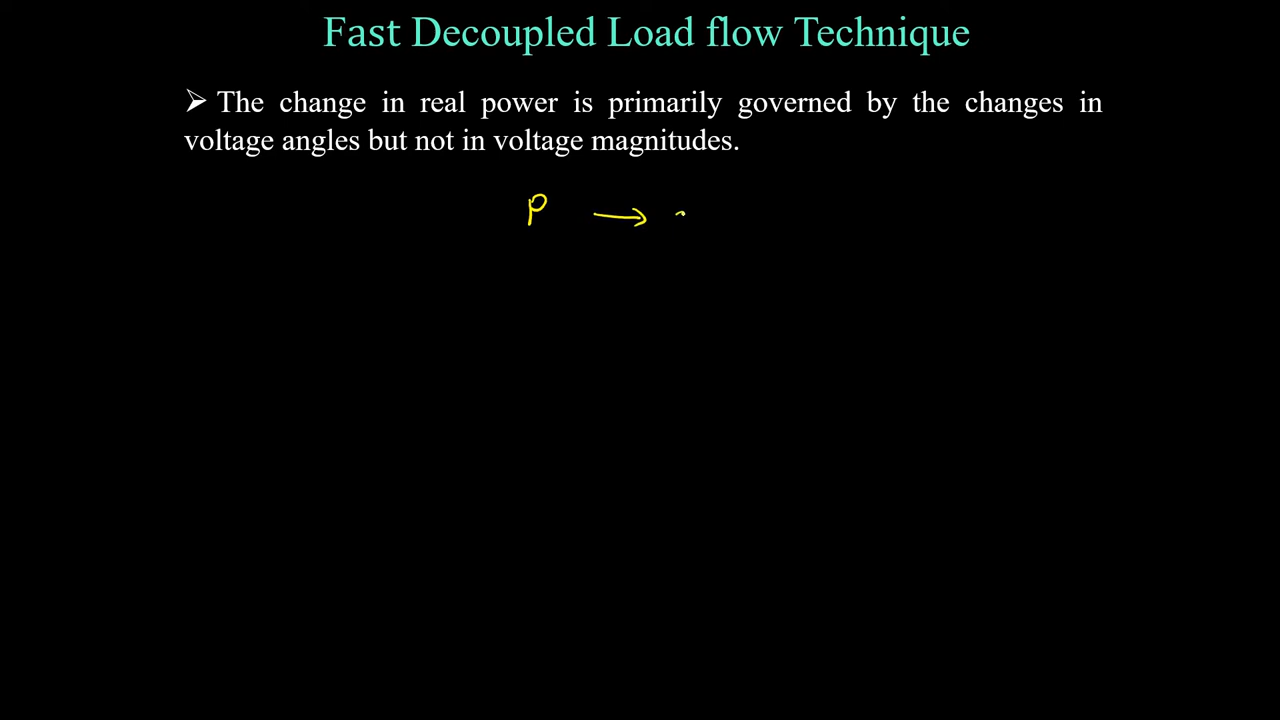 Fast Decoupled Load flow Technique
➢ The change in real power is primarily governed by the changes in
voltage angles but not in voltage magnitudes.
P →